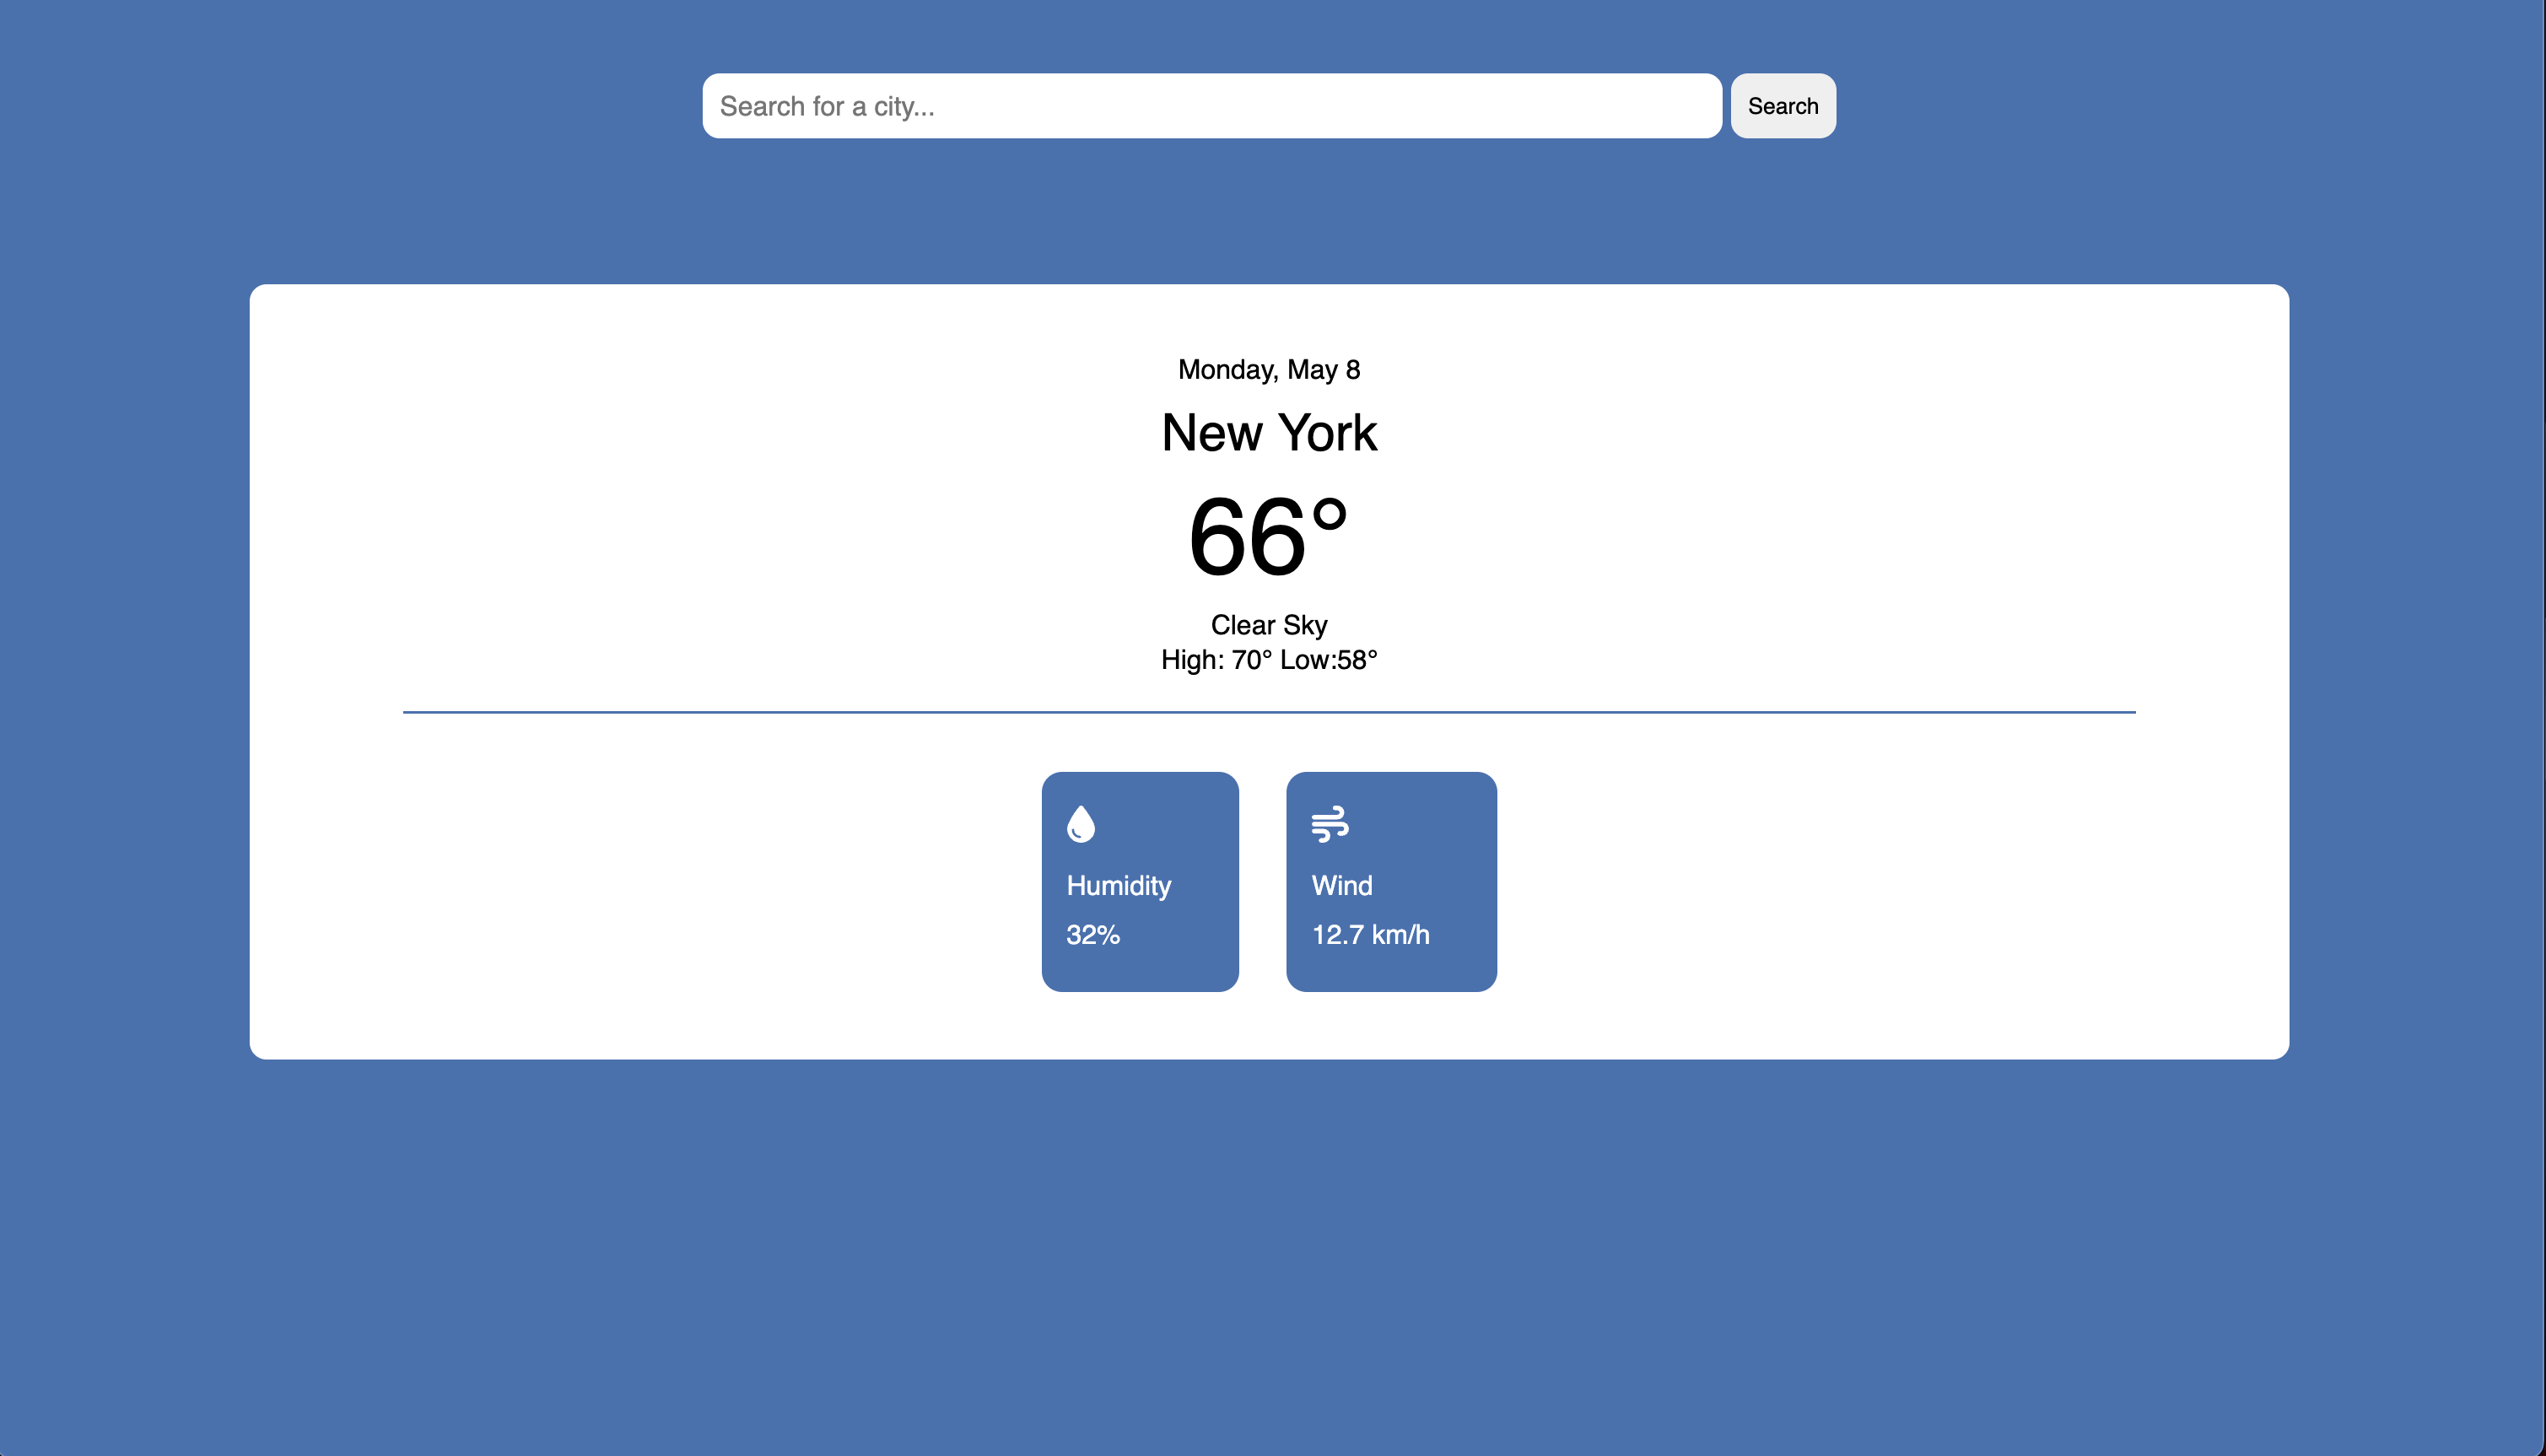 Search for a city...
Search
Monday, May 8
New York
66°
Clear Sky
High: 70° Low:58°
Humidity
32%
Wind
12.7 km/h